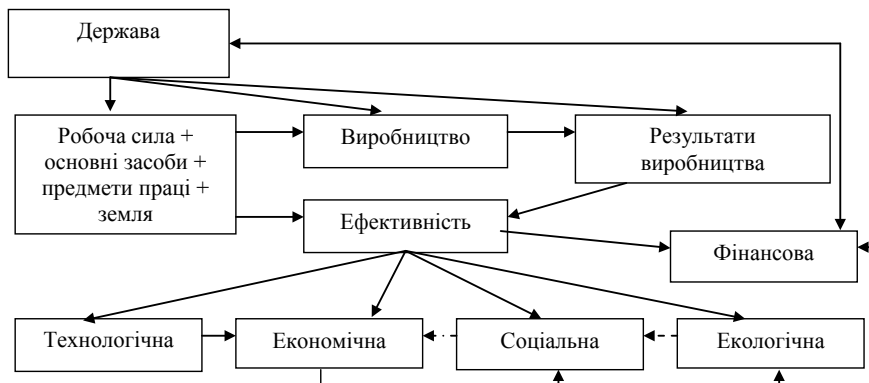 Держава
Робоча сила +
основні засоби +
предмети праці +
земля
Виробництво
Результати
виробництва
Ефективність
Фінансова
Технологічна
Економічна
Соціальна
Екологічна